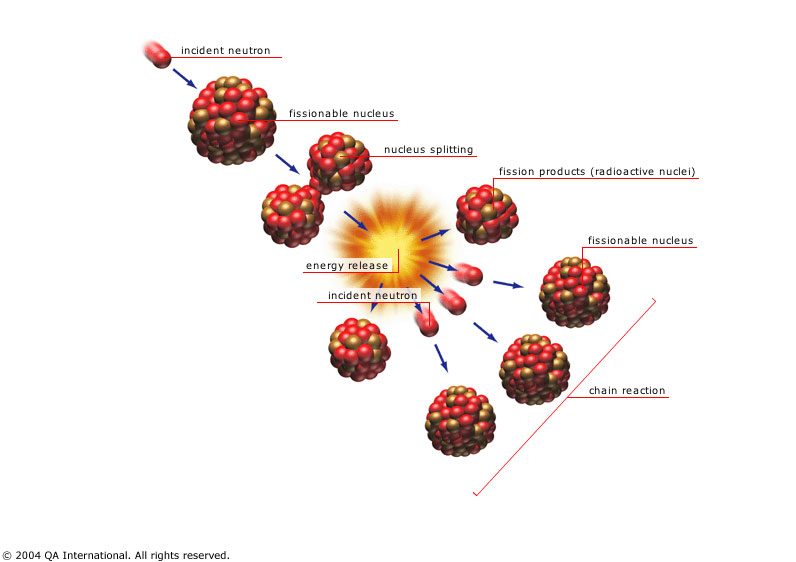 incident neutron
fissionable nucleus
nucleus splitting
fission products (radioactive nuclei)
fissionable nucleus
energy release
incident neutron
chain reaction
© 2004 QA International. All rights reserved.